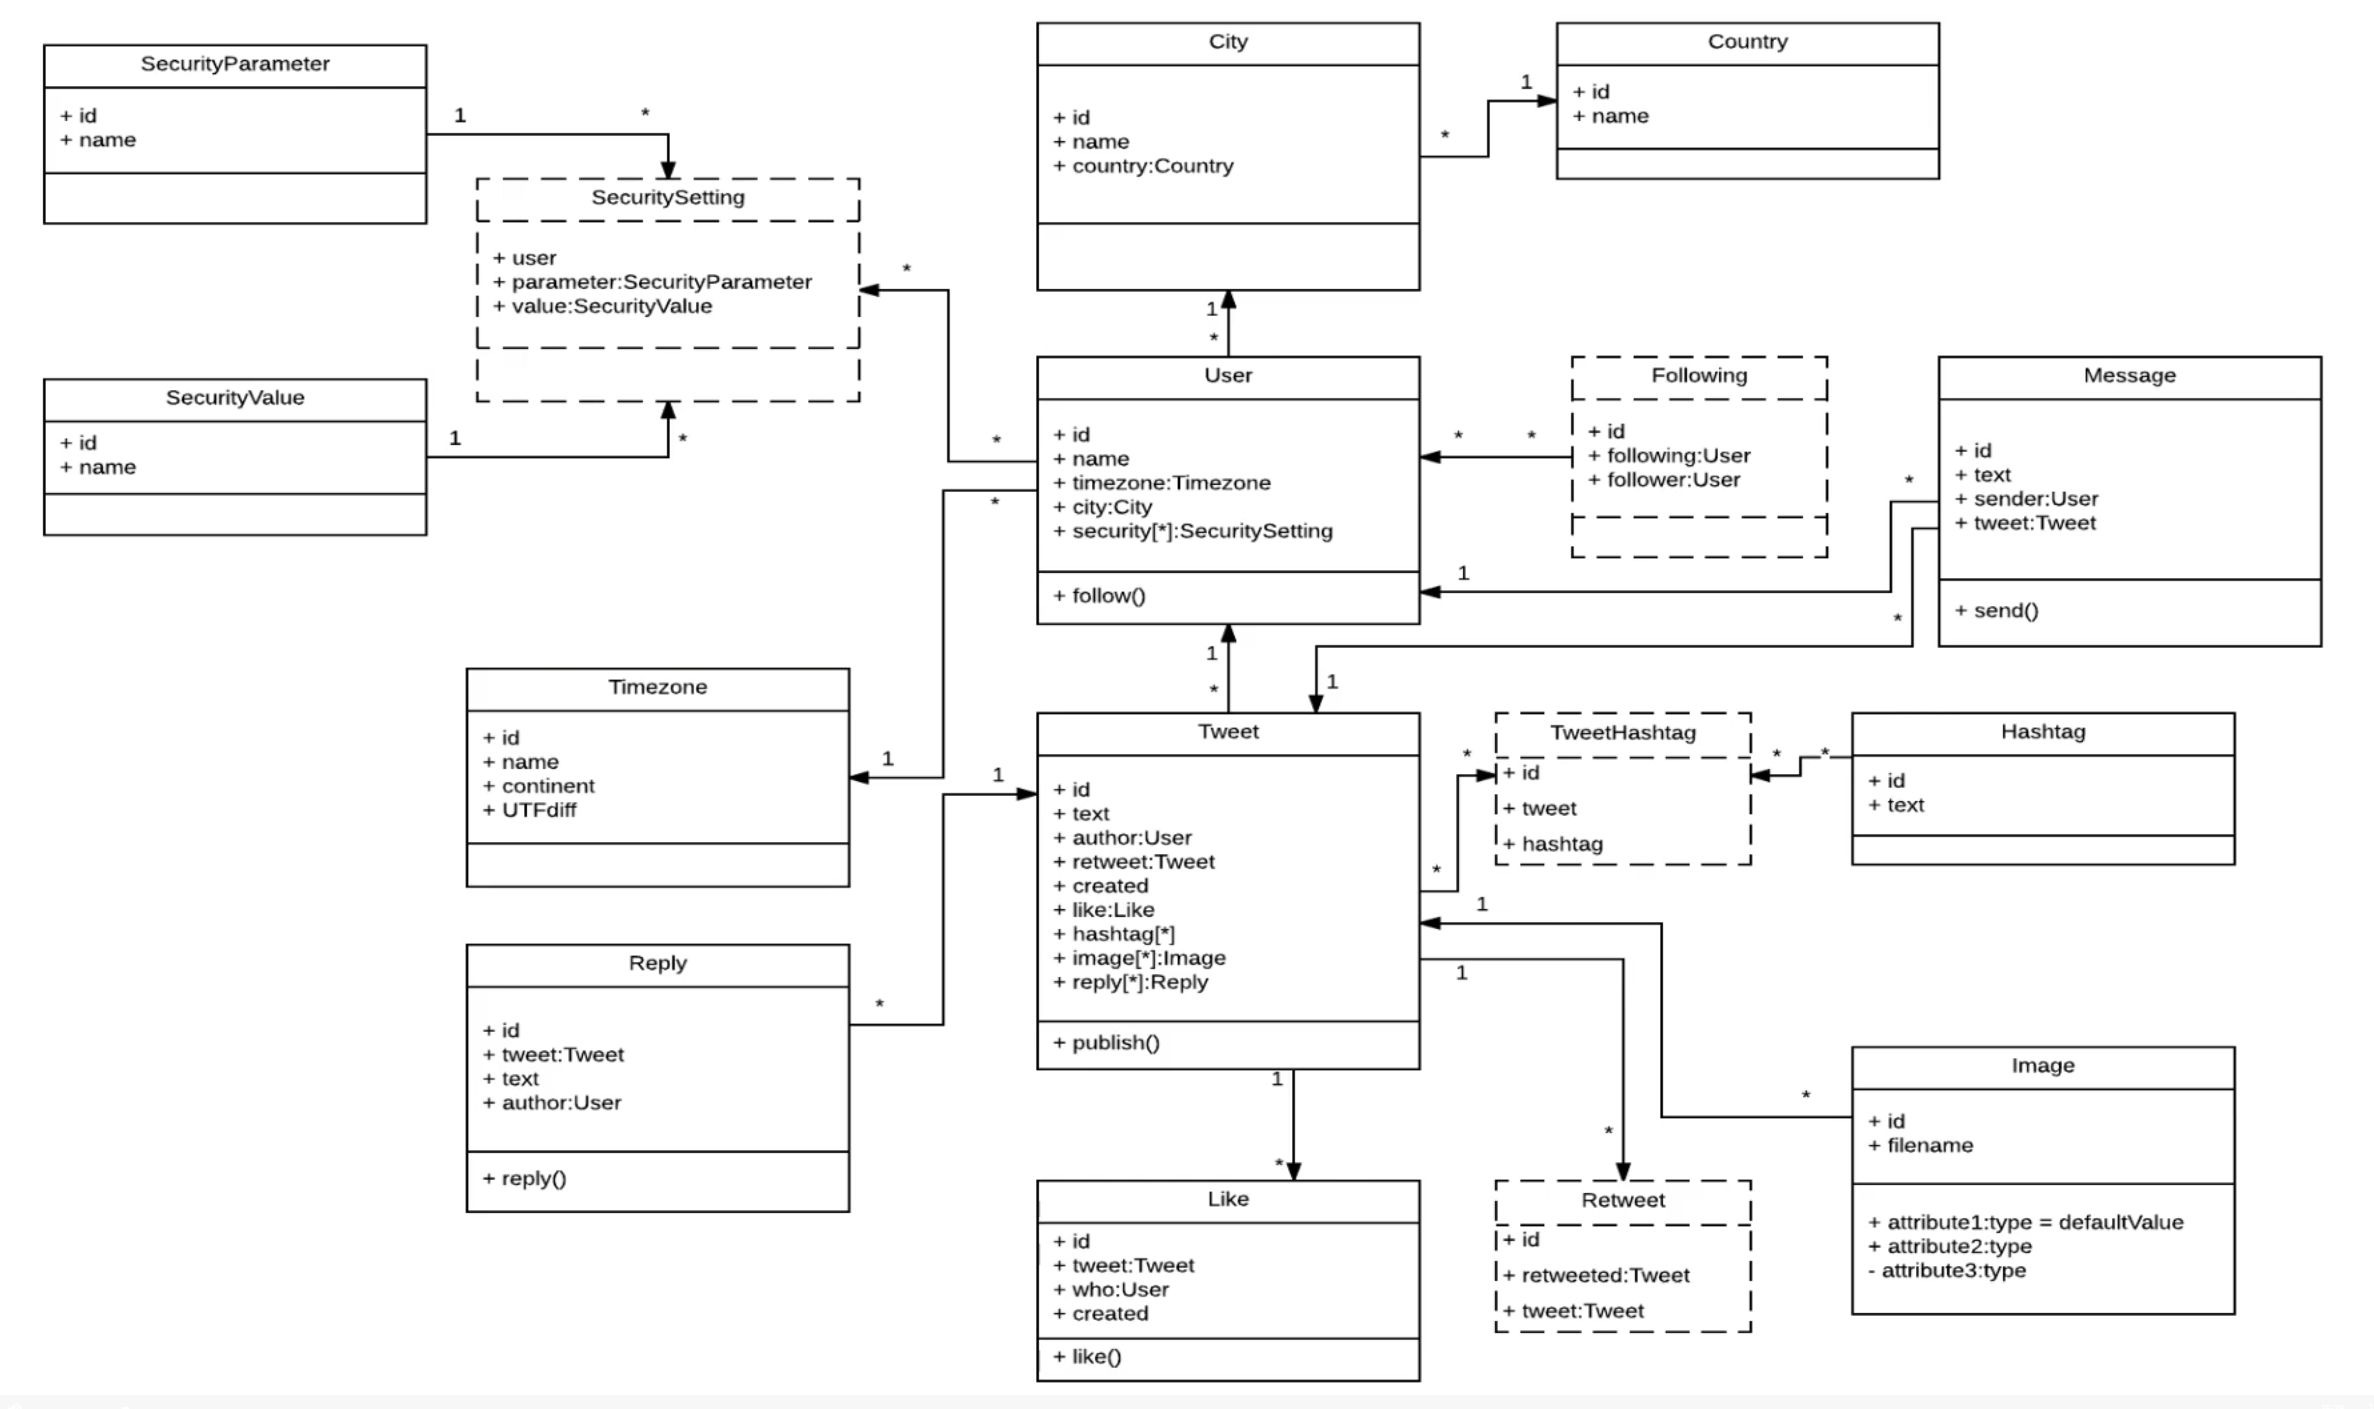 SecurityParameter
+ id
+ name
1
*
SecuritySetting
+ user
+ parameter:SecurityParameter
+ value:SecurityValue
*
SecurityValue
+ id
+ name
1
*
City
+ id
+ name
+ country:Country
*
1
Country
+ id
+ name
1
*
User
+ id
+ name
+ timezone:Timezone
+ city:City
+ security[*]:SecuritySetting
+ follow()
*
*
*
*
Following
+ id
+ following:User
+ follower:User
Message
+ id
+ text
+ sender:User
+ tweet:Tweet
+ send()
*
1
*
1
1
*
Timezone
+ id
+ name
+ continent
+ UTFdiff
1
1
Tweet
+ id
+ text
+ author:User
+ retweet:Tweet
+ created
+ like:Like
+ hashtag[*]
+ image[*]:Image
+ reply[*]:Reply
+ publish()
*
*
TweetHashtag
+ id
+ tweet
+ hashtag
*
*
Hashtag
+ id
+ text
1
1
Reply
+ id
+ tweet:Tweet
+ text
+ author:User
+ reply()
*
1
*
Like
+ id
+ tweet:Tweet
+ who:User
+ created
+ like()
*
Retweet
+ id
+ retweeted:Tweet
+ tweet:Tweet
*
Image
+ id
+ filename
+ attribute1:type = defaultValue
+ attribute2:type
- attribute3:type